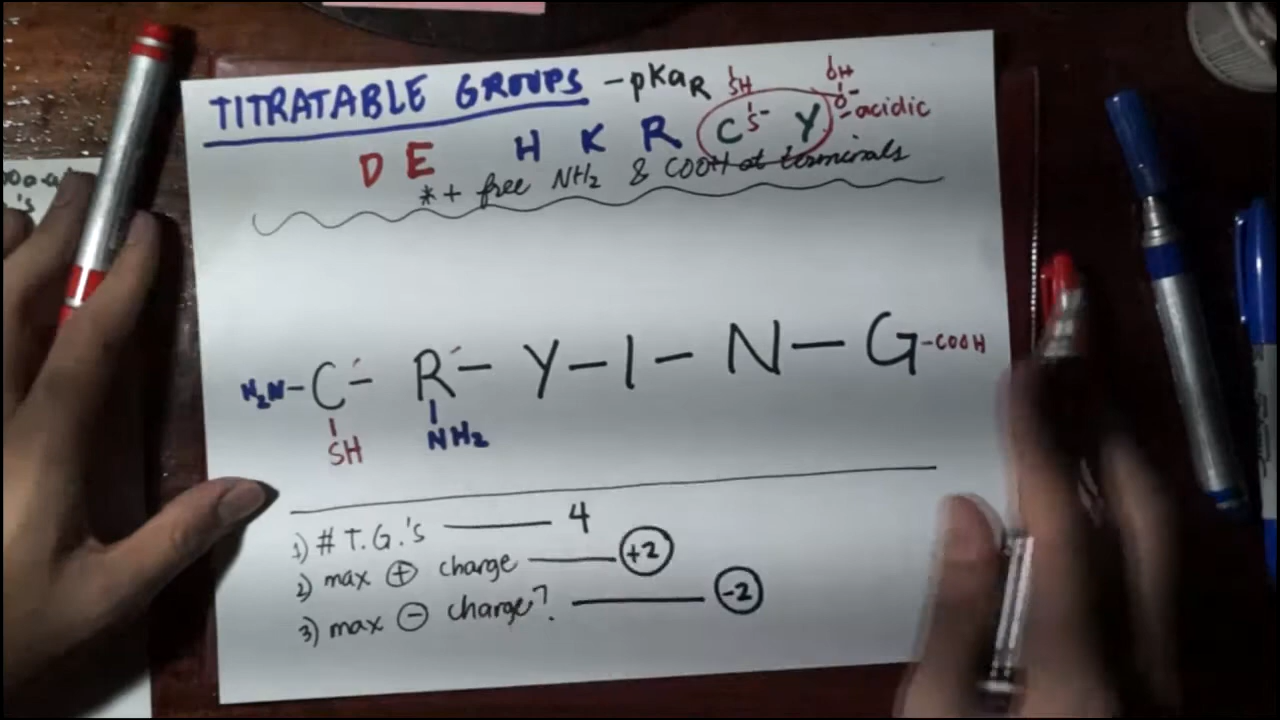 TITRATABLE GROUPS - pKaR
SH OH
S⁻ O⁻
D E H K R C Y - acidic
* + free NH2 & COOH at terminals
H2N - C - R - Y - I - N - G - COOH
SH NH2
1) # T.G.'s 4
2) max ⊕ charge +2
3) max ⊖ charge? -2